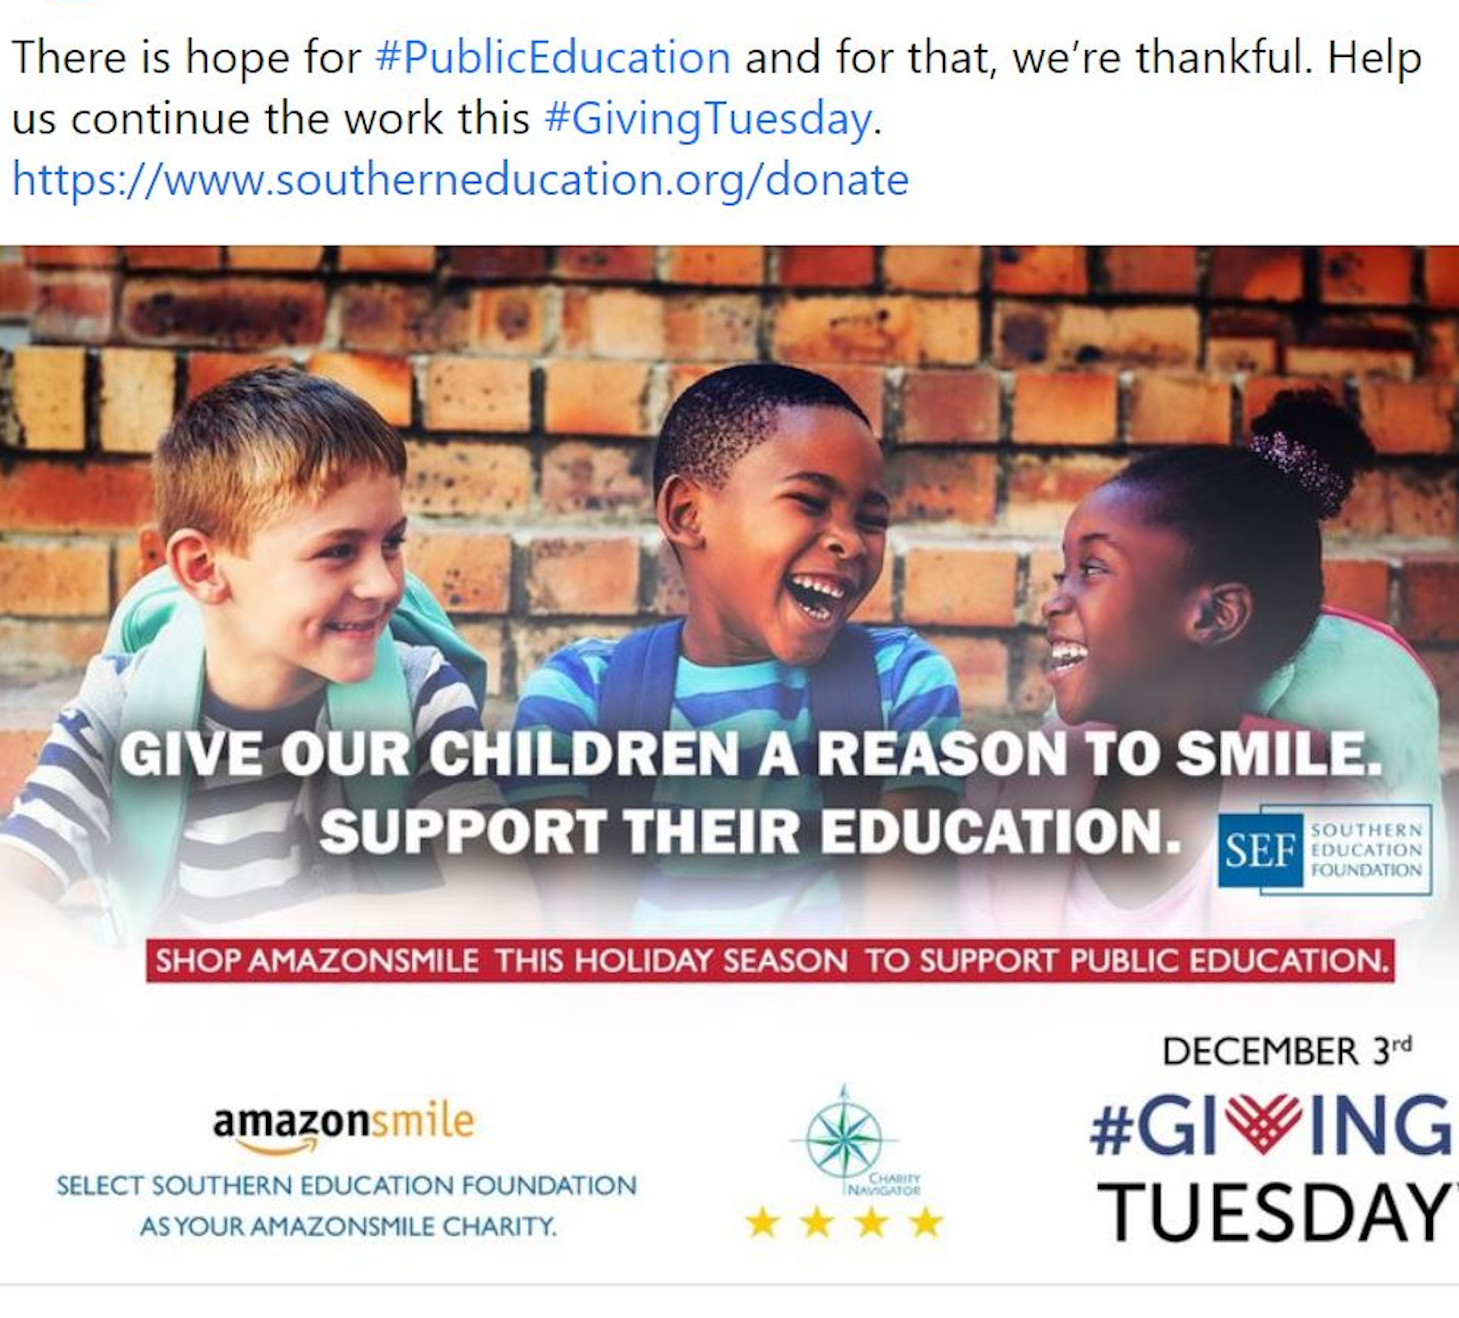 There is hope for #PublicEducation and for that, we're thankful. Help
us continue the work this #GivingTuesday.
https://www.southerneducation.org/donate
GIVE OUR CHILDREN A REASON TO SMILE.
SUPPORT THEIR EDUCATION.
SEF
SOUTHERN
EDUCATION
FOUNDATION
SHOP AMAZONSMILE THIS HOLIDAY SEASON TO SUPPORT PUBLIC EDUCATION.
amazonsmile
SELECT SOUTHERN EDUCATION FOUNDATION
AS YOUR AMAZONSMILE CHARITY.
CHARITY
NAVIGATOR
DECEMBER 3rd
#GIVING
TUESDAY